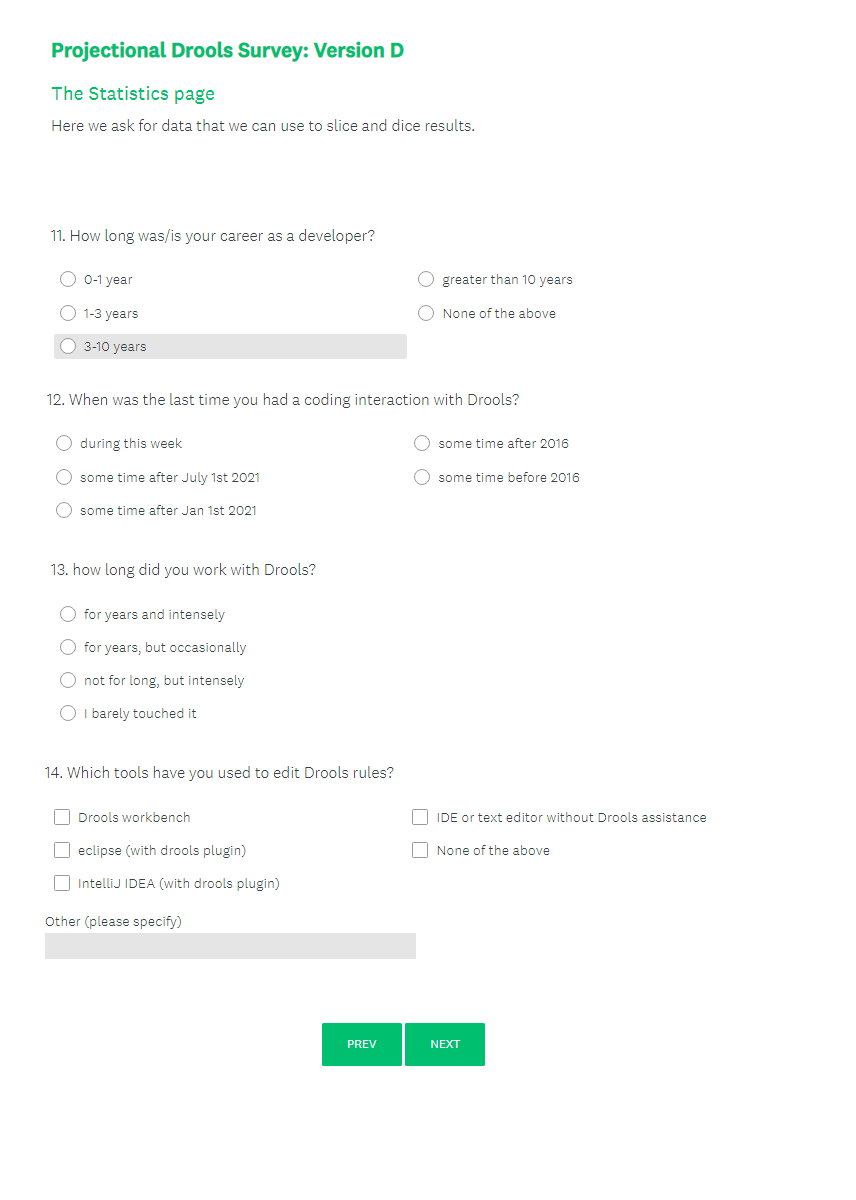 Projectional Drools Survey: Version D
The Statistics page
Here we ask for data that we can use to slice and dice results.
11. How long was/is your career as a developer?
0-1 year
1-3 years
3-10 years
greater than 10 years
None of the above
12. When was the last time you had a coding interaction with Drools?
during this week
some time after July 1st 2021
some time after Jan 1st 2021
some time after 2016
some time before 2016
13. how long did you work with Drools?
for years and intensely
for years, but occasionally
not for long, but intensely
I barely touched it
14. Which tools have you used to edit Drools rules?
Drools workbench
eclipse (with drools plugin)
IntelliJ IDEA (with drools plugin)
IDE or text editor without Drools assistance
None of the above
Other (please specify)
PREV
NEXT